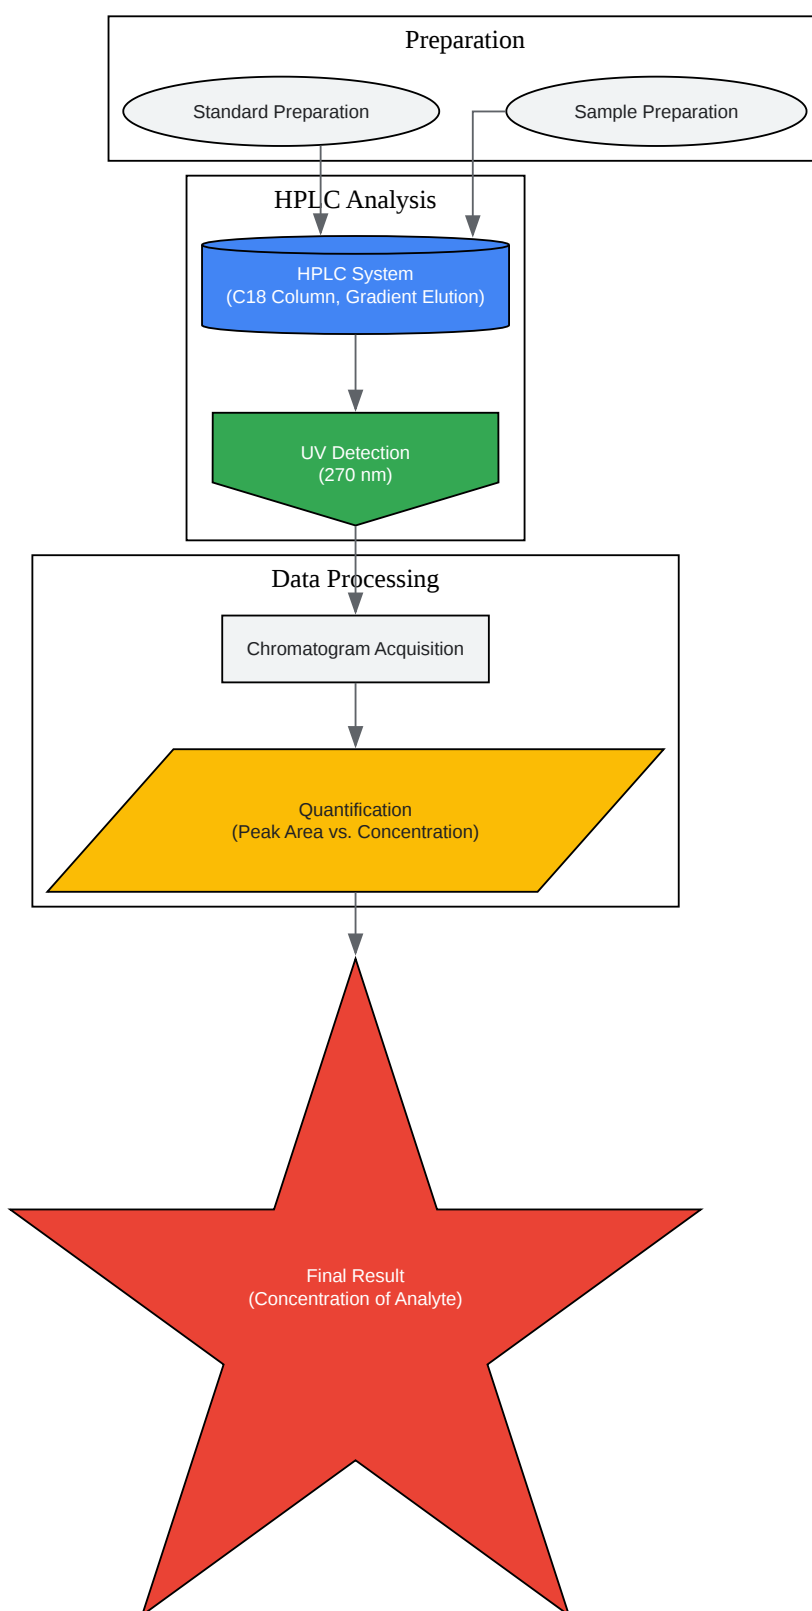 Preparation
Standard Preparation
Sample Preparation
HPLC Analysis
HPLC System
(C18 Column, Gradient Elution)
UV Detection
(270 nm)
Data Processing
Chromatogram Acquisition
Quantification
(Peak Area vs. Concentration)
Final Result
(Concentration of Analyte)